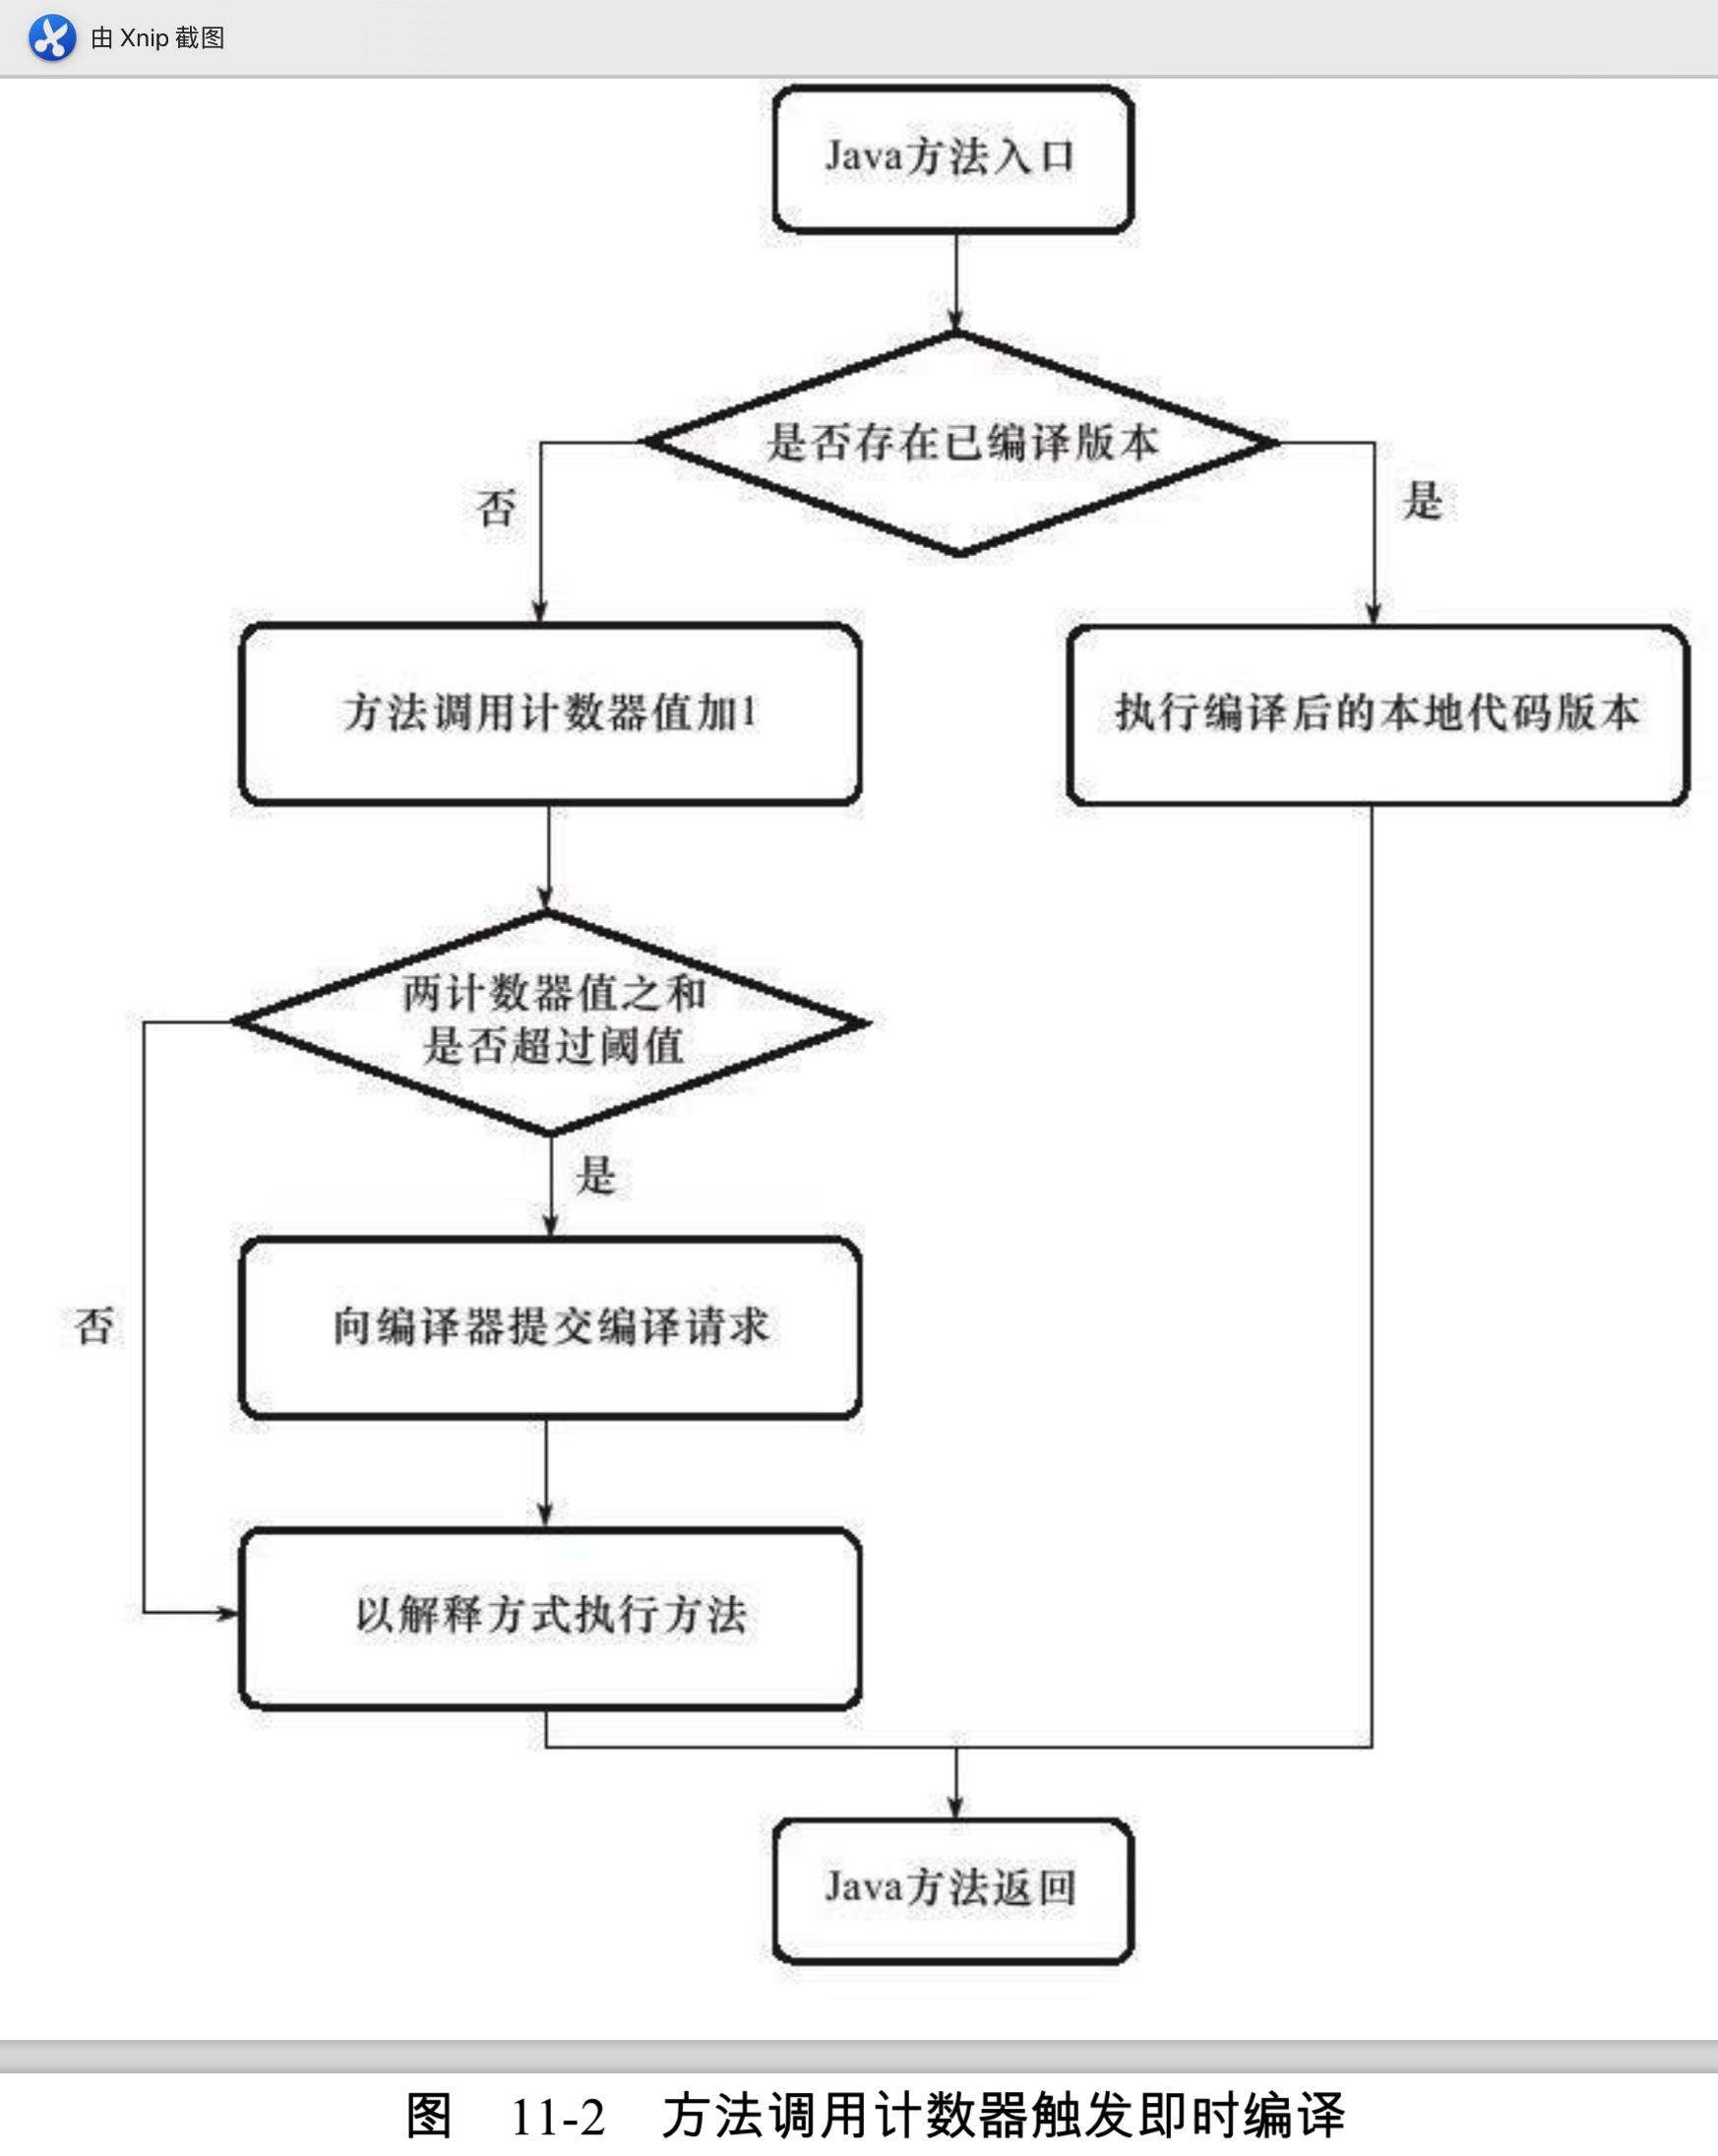 由 Xnip 截图
Java方法入口
是否存在已编译版本
否
是
方法调用计数器值加1
执行编译后的本地代码版本
两计数器值之和
是否超过阈值
是
否
向编译器提交编译请求
以解释方式执行方法
Java方法返回
图 11-2 方法调用计数器触发即时编译